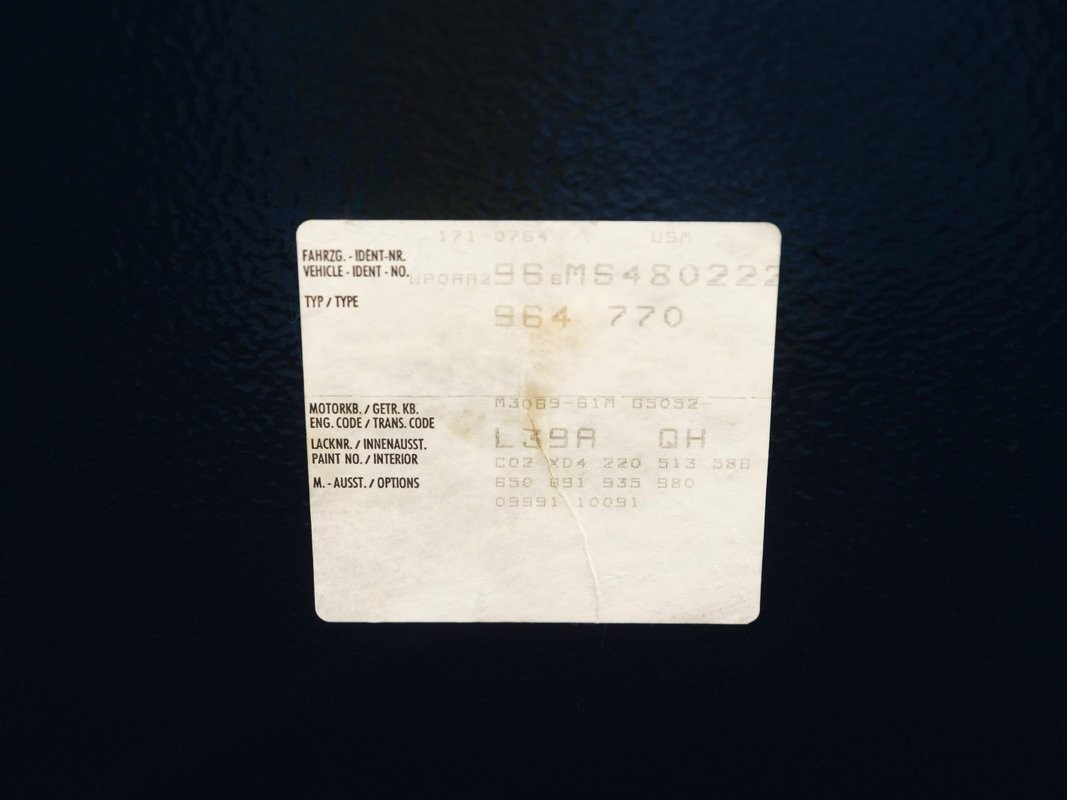 171-0764 USM
FAHRZG. - IDENT-NR.
VEHICLE - IDENT - NO. WP0AA2966MS480222
TYP / TYPE 964 770
MOTORKB. / GETR. KB. M3069-61M G5052-
ENG. CODE / TRANS. CODE
LACKNR. / INNENAUSST. L39A QH
PAINT NO. / INTERIOR C02 XD4 220 513 586
M. - AUSST. / OPTIONS 650 691 935 980
09991 10091